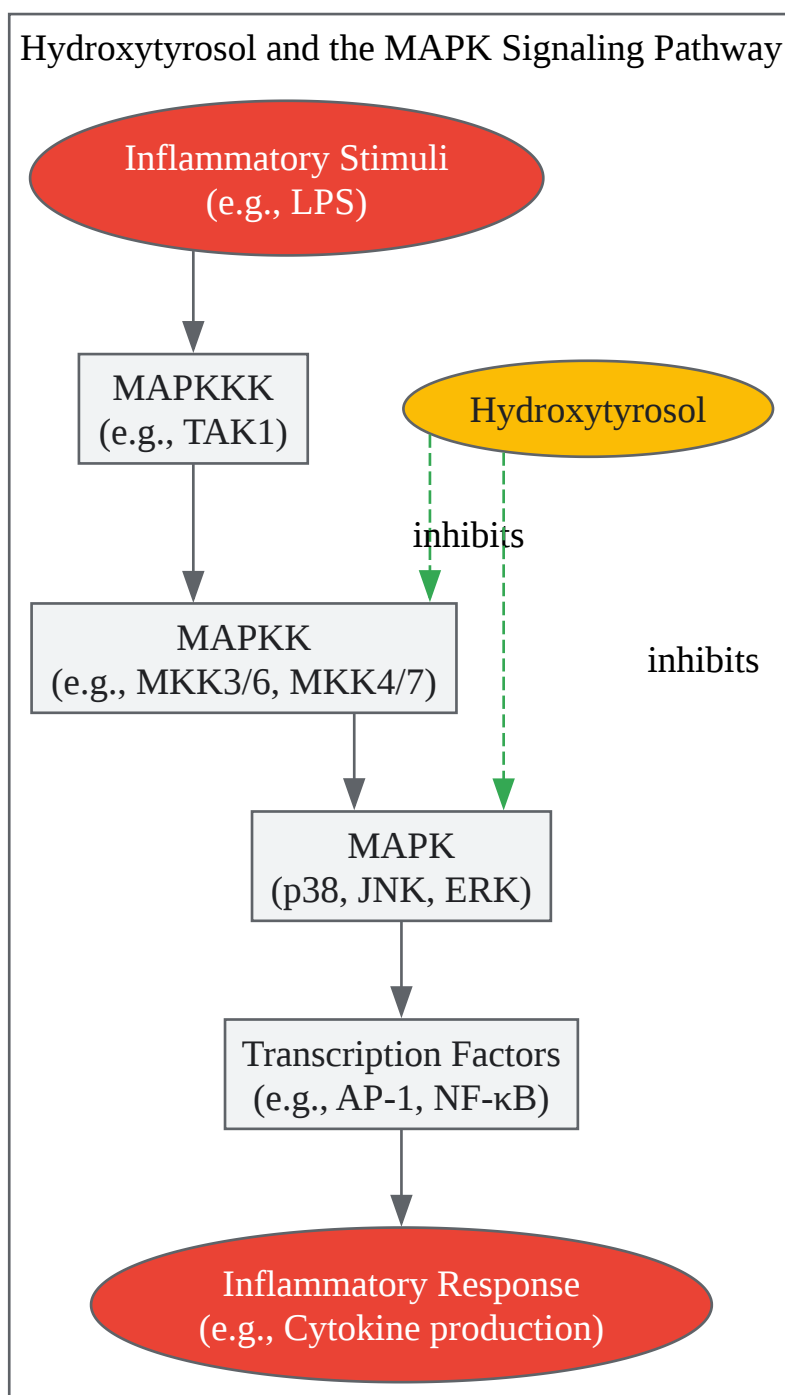 Hydroxytyrosol and the MAPK Signaling Pathway
Inflammatory Stimuli
(e.g., LPS)
MAPKKK
(e.g., TAK1)
Hydroxytyrosol
inhibits
MAPKK
(e.g., MKK3/6, MKK4/7)
inhibits
MAPK
(p38, JNK, ERK)
Transcription Factors
(e.g., AP-1, NF-κB)
Inflammatory Response
(e.g., Cytokine production)